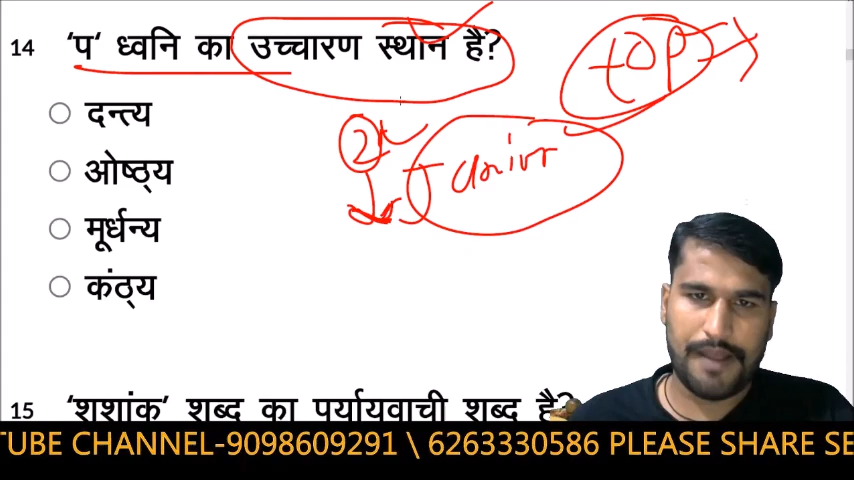 14 'प' ध्वनि का उच्चारण स्थान है?
top
दन्त्य
ओष्ठ्य
मूर्धन्य
कंठ्य
15 'शशांक' शब्द का पर्यायवाची शब्द है?
TUBE CHANNEL-9098609291 \ 6263330586 PLEASE SHARE SE